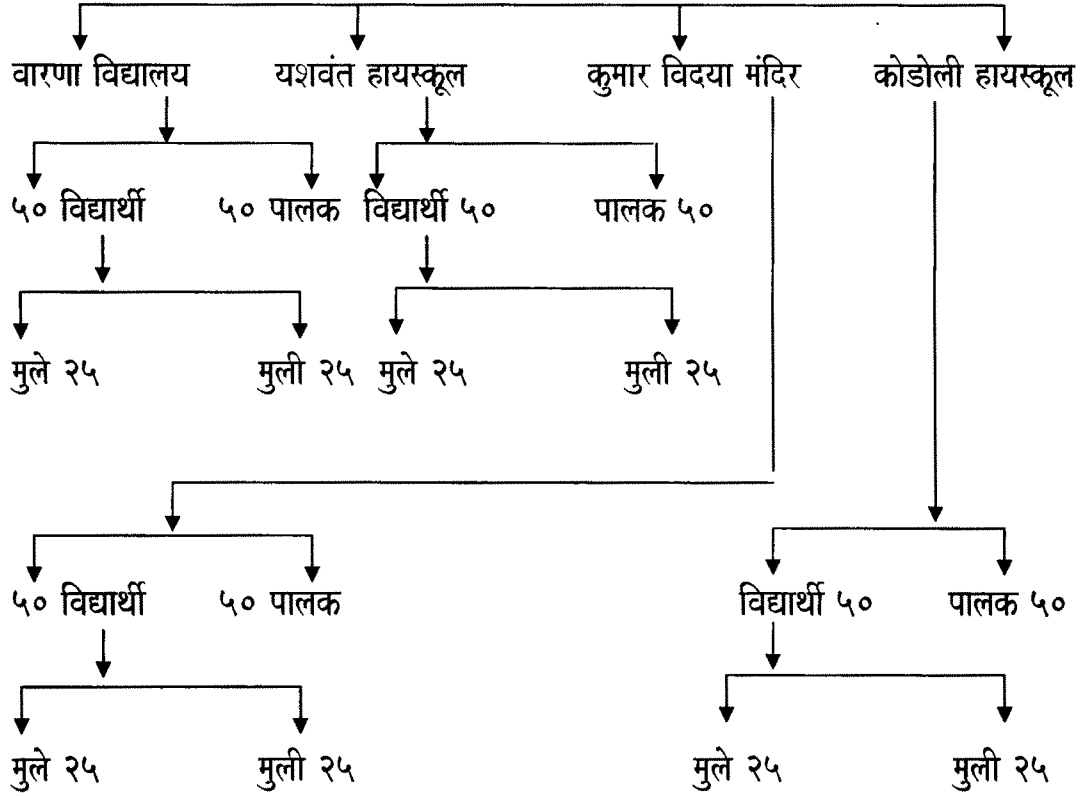 वारणा विद्यालय यशवंत हायस्कूल कुमार विदया मंदिर कोडोली हायस्कूल
५० विद्यार्थी ५० पालक विद्यार्थी ५० पालक ५०
मुले २५ मुली २५ मुले २५ मुली २५
५० विद्यार्थी ५० पालक विद्यार्थी ५० पालक ५०
मुले २५ मुली २५ मुले २५ मुली २५